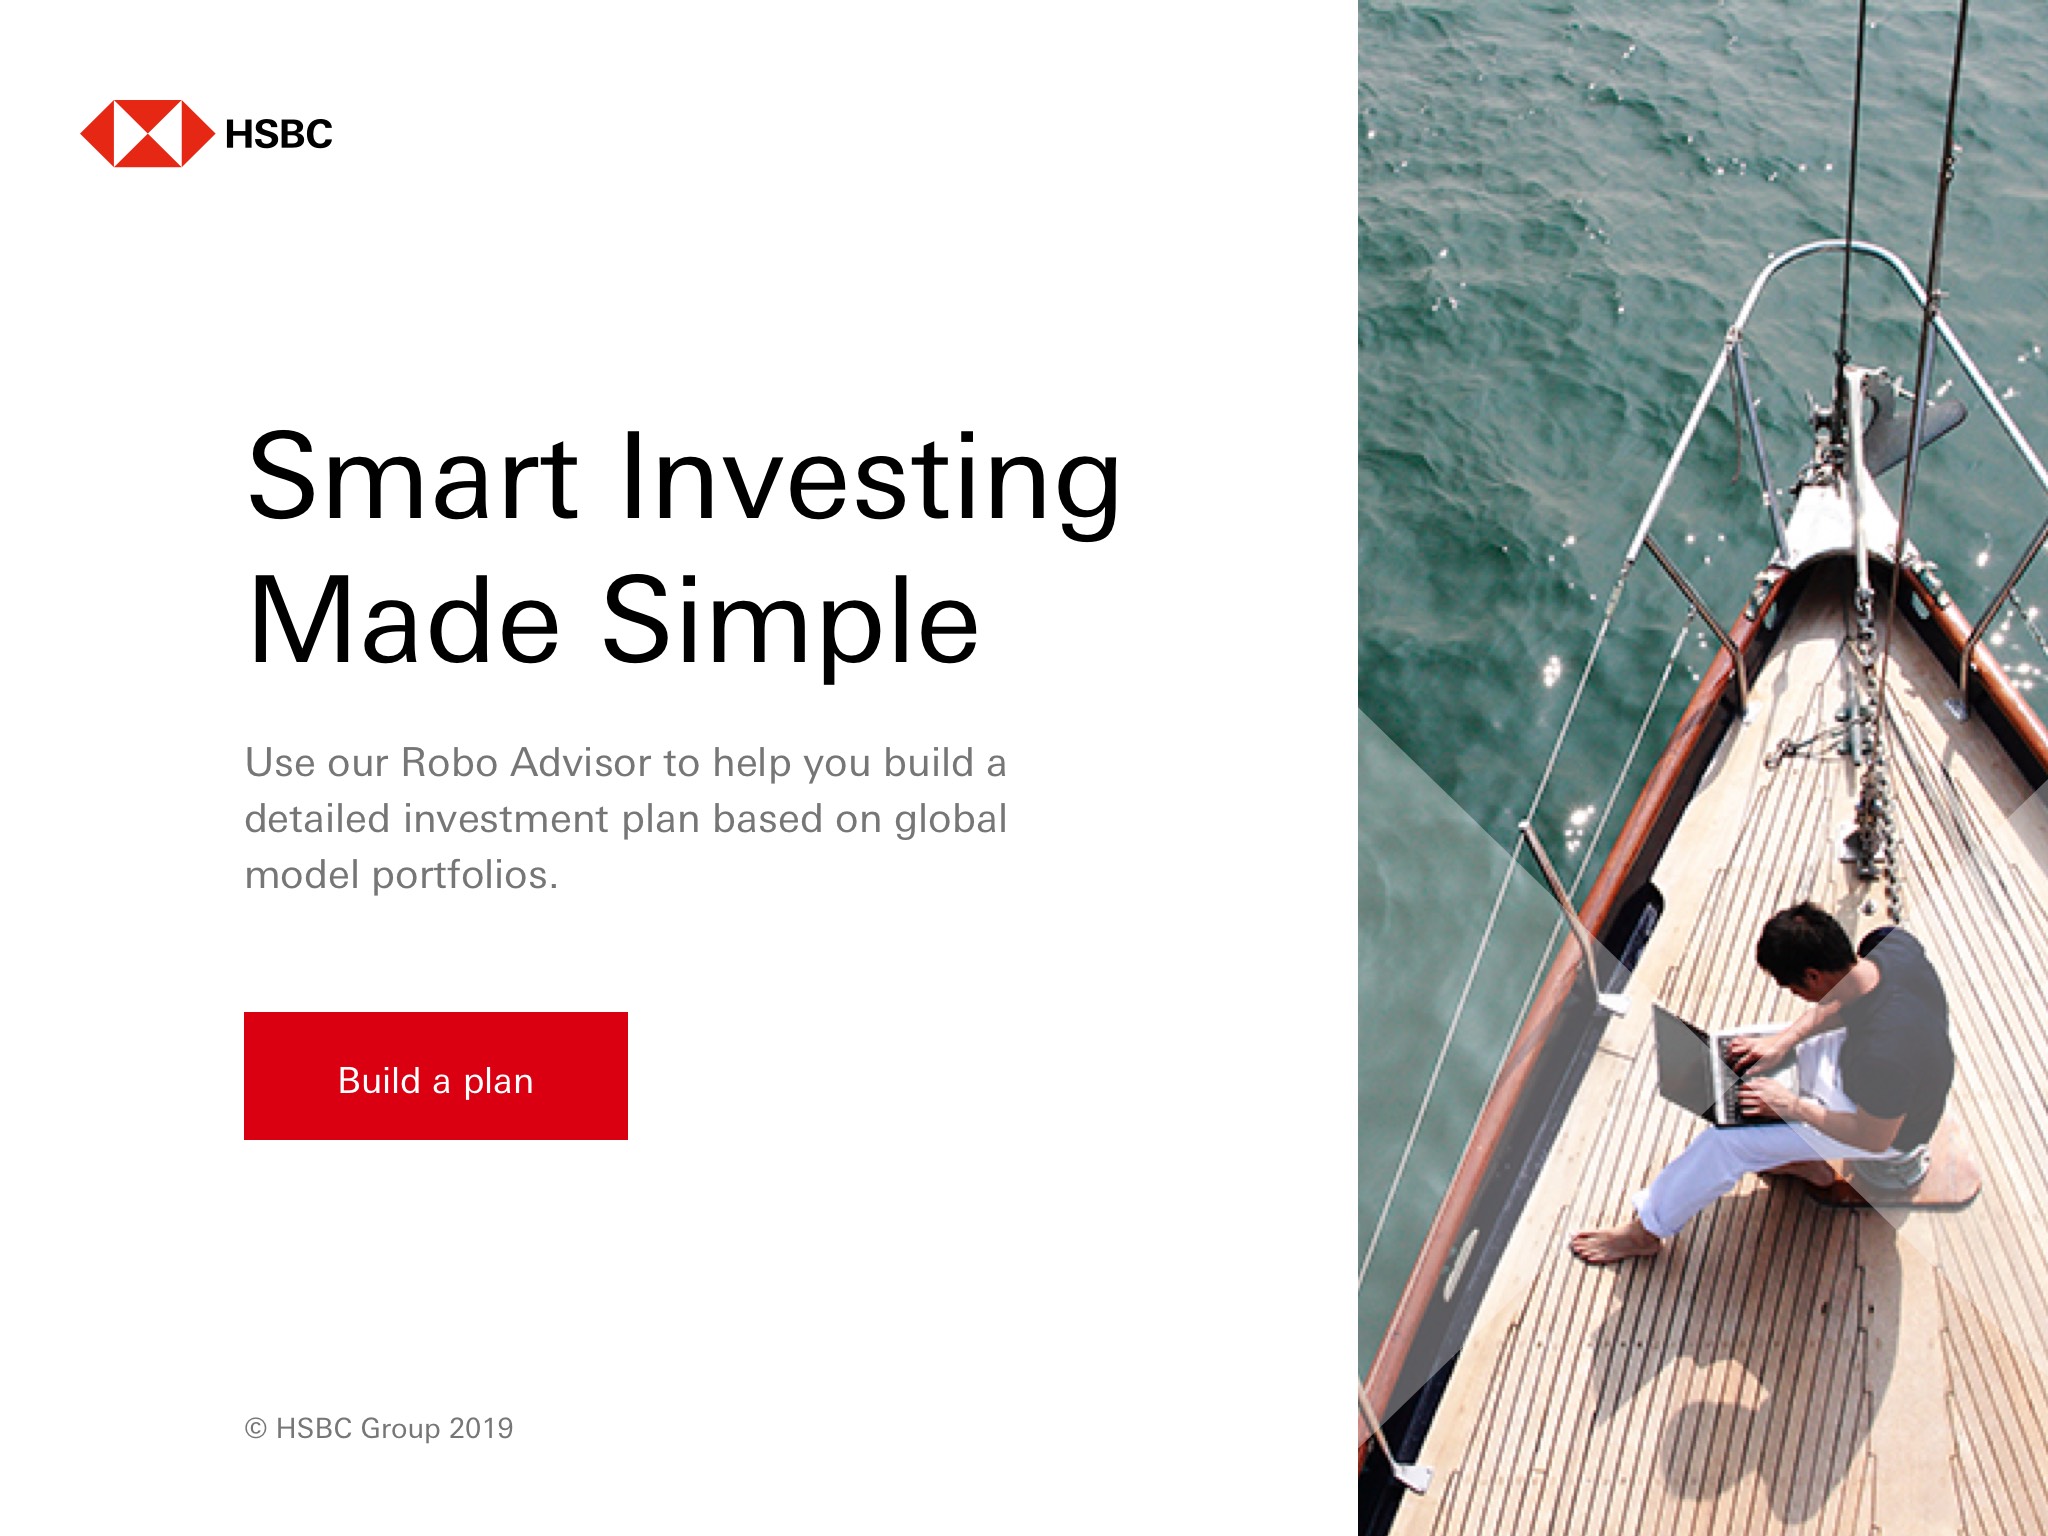 HSBC
Smart Investing
Made Simple
Use our Robo Advisor to help you build a
detailed investment plan based on global
model portfolios.
Build a plan
© HSBC Group 2019